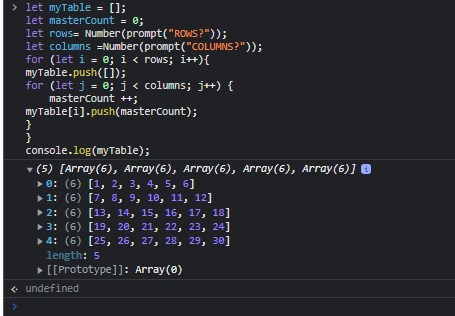 let myTable = [];
let masterCount = 0;
let rows= Number(prompt("ROWS?"));
let columns =Number(prompt("COLUMNS?"));
for (let i = 0; i < rows; i++){
myTable.push([]);
for (let j = 0; j < columns; j++) {
masterCount ++;
myTable[i].push(masterCount);
}
}
console.log(myTable);
(5) [Array(6), Array(6), Array(6), Array(6), Array(6)] i
0: (6) [1, 2, 3, 4, 5, 6]
1: (6) [7, 8, 9, 10, 11, 12]
2: (6) [13, 14, 15, 16, 17, 18]
3: (6) [19, 20, 21, 22, 23, 24]
4: (6) [25, 26, 27, 28, 29, 30]
length: 5
[[Prototype]]: Array(0)
undefined